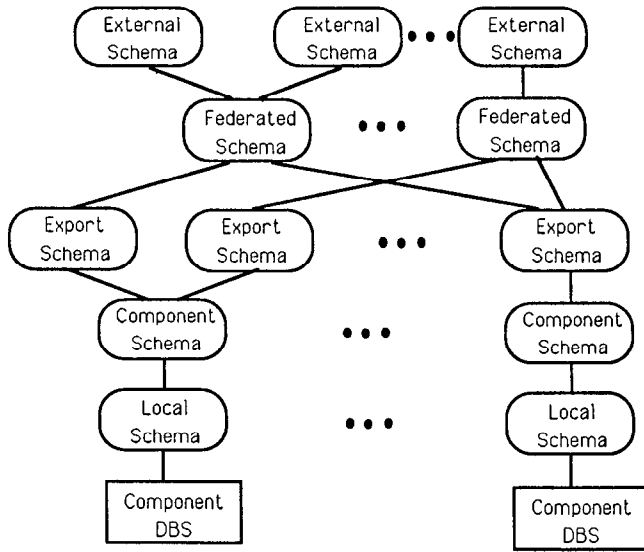 External
Schema
External
Schema
External
Schema
Federated
Schema
Federated
Schema
Export
Schema
Export
Schema
Export
Schema
Component
Schema
Component
Schema
Local
Schema
Local
Schema
Component
DBS
Component
DBS